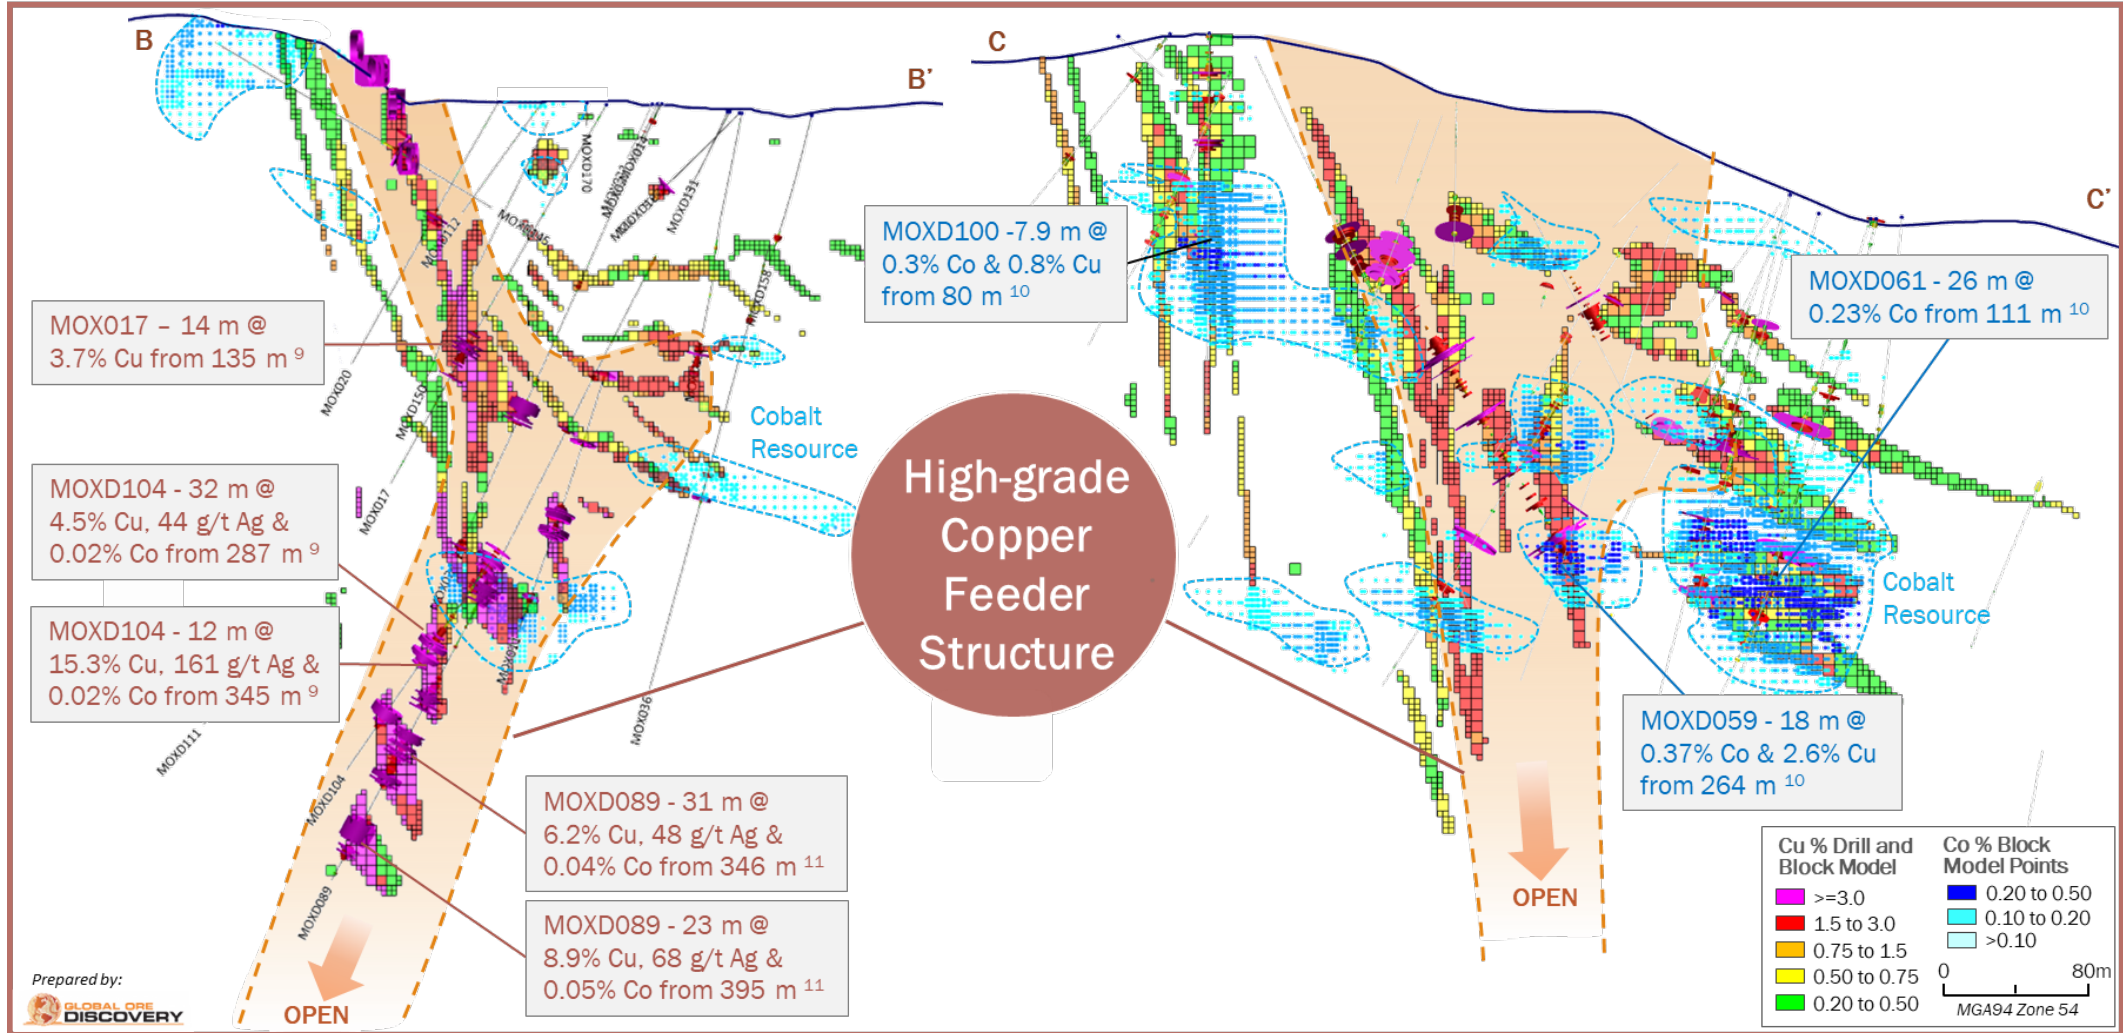 B
B'
C
C'
MOXD170
MOXD131
MOXD158
MOX020
MOXD150
MOX017
MOXD111
MOXD104
MOXD089
MOX036
MOX017 – 14 m @
3.7% Cu from 135 m 9
MOXD104 - 32 m @
4.5% Cu, 44 g/t Ag &
0.02% Co from 287 m 9
MOXD104 - 12 m @
15.3% Cu, 161 g/t Ag &
0.02% Co from 345 m 9
MOXD089 - 31 m @
6.2% Cu, 48 g/t Ag &
0.04% Co from 346 m 11
MOXD089 - 23 m @
8.9% Cu, 68 g/t Ag &
0.05% Co from 395 m 11
Cobalt
Resource
High-grade
Copper
Feeder
Structure
MOXD100 -7.9 m @
0.3% Co & 0.8% Cu
from 80 m 10
MOXD061 - 26 m @
0.23% Co from 111 m 10
Cobalt
Resource
MOXD059 - 18 m @
0.37% Co & 2.6% Cu
from 264 m 10
OPEN
OPEN
Prepared by:
GLOBAL ORE
DISCOVERY
Cu % Drill and
Block Model
>=3.0
1.5 to 3.0
0.75 to 1.5
0.50 to 0.75
0.20 to 0.50
Co % Block
Model Points
0.20 to 0.50
0.10 to 0.20
>0.10
0 80m
MGA94 Zone 54